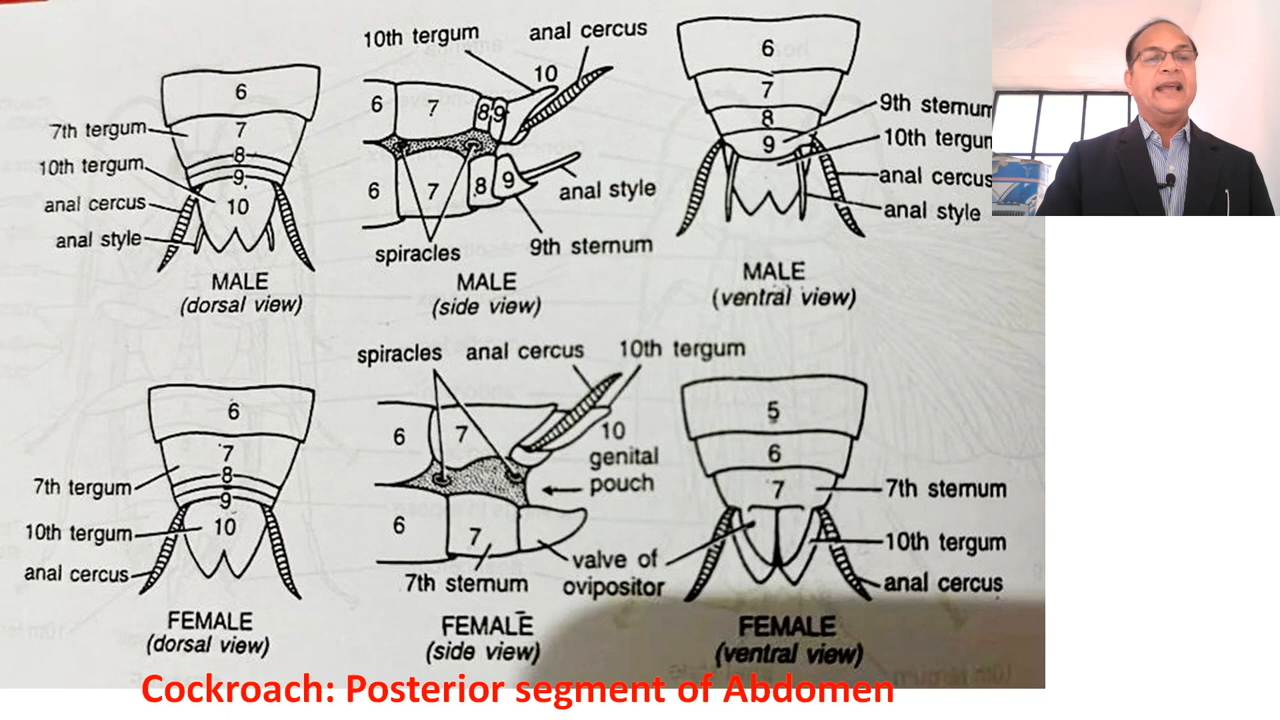 6
7
8
9
10
7th tergum
10th tergum
anal cercus
anal style
MALE
(dorsal view)
10th tergum
anal cercus
10
6
7
8
9
6
7
8
9
anal style
spiracles
9th sternum
MALE
(side view)
6
7
8
9
9th sternum
10th tergum
anal cercus
anal style
MALE
(ventral view)
6
7
8
9
10
7th tergum
10th tergum
anal cercus
FEMALE
(dorsal view)
spiracles
anal cercus
10th tergum
6
7
10
genital
pouch
6
7
7th sternum
valve of
ovipositor
FEMALE
(side view)
5
6
7
7th sternum
10th tergum
anal cercus
FEMALE
(ventral view)
Cockroach: Posterior segment of Abdomen